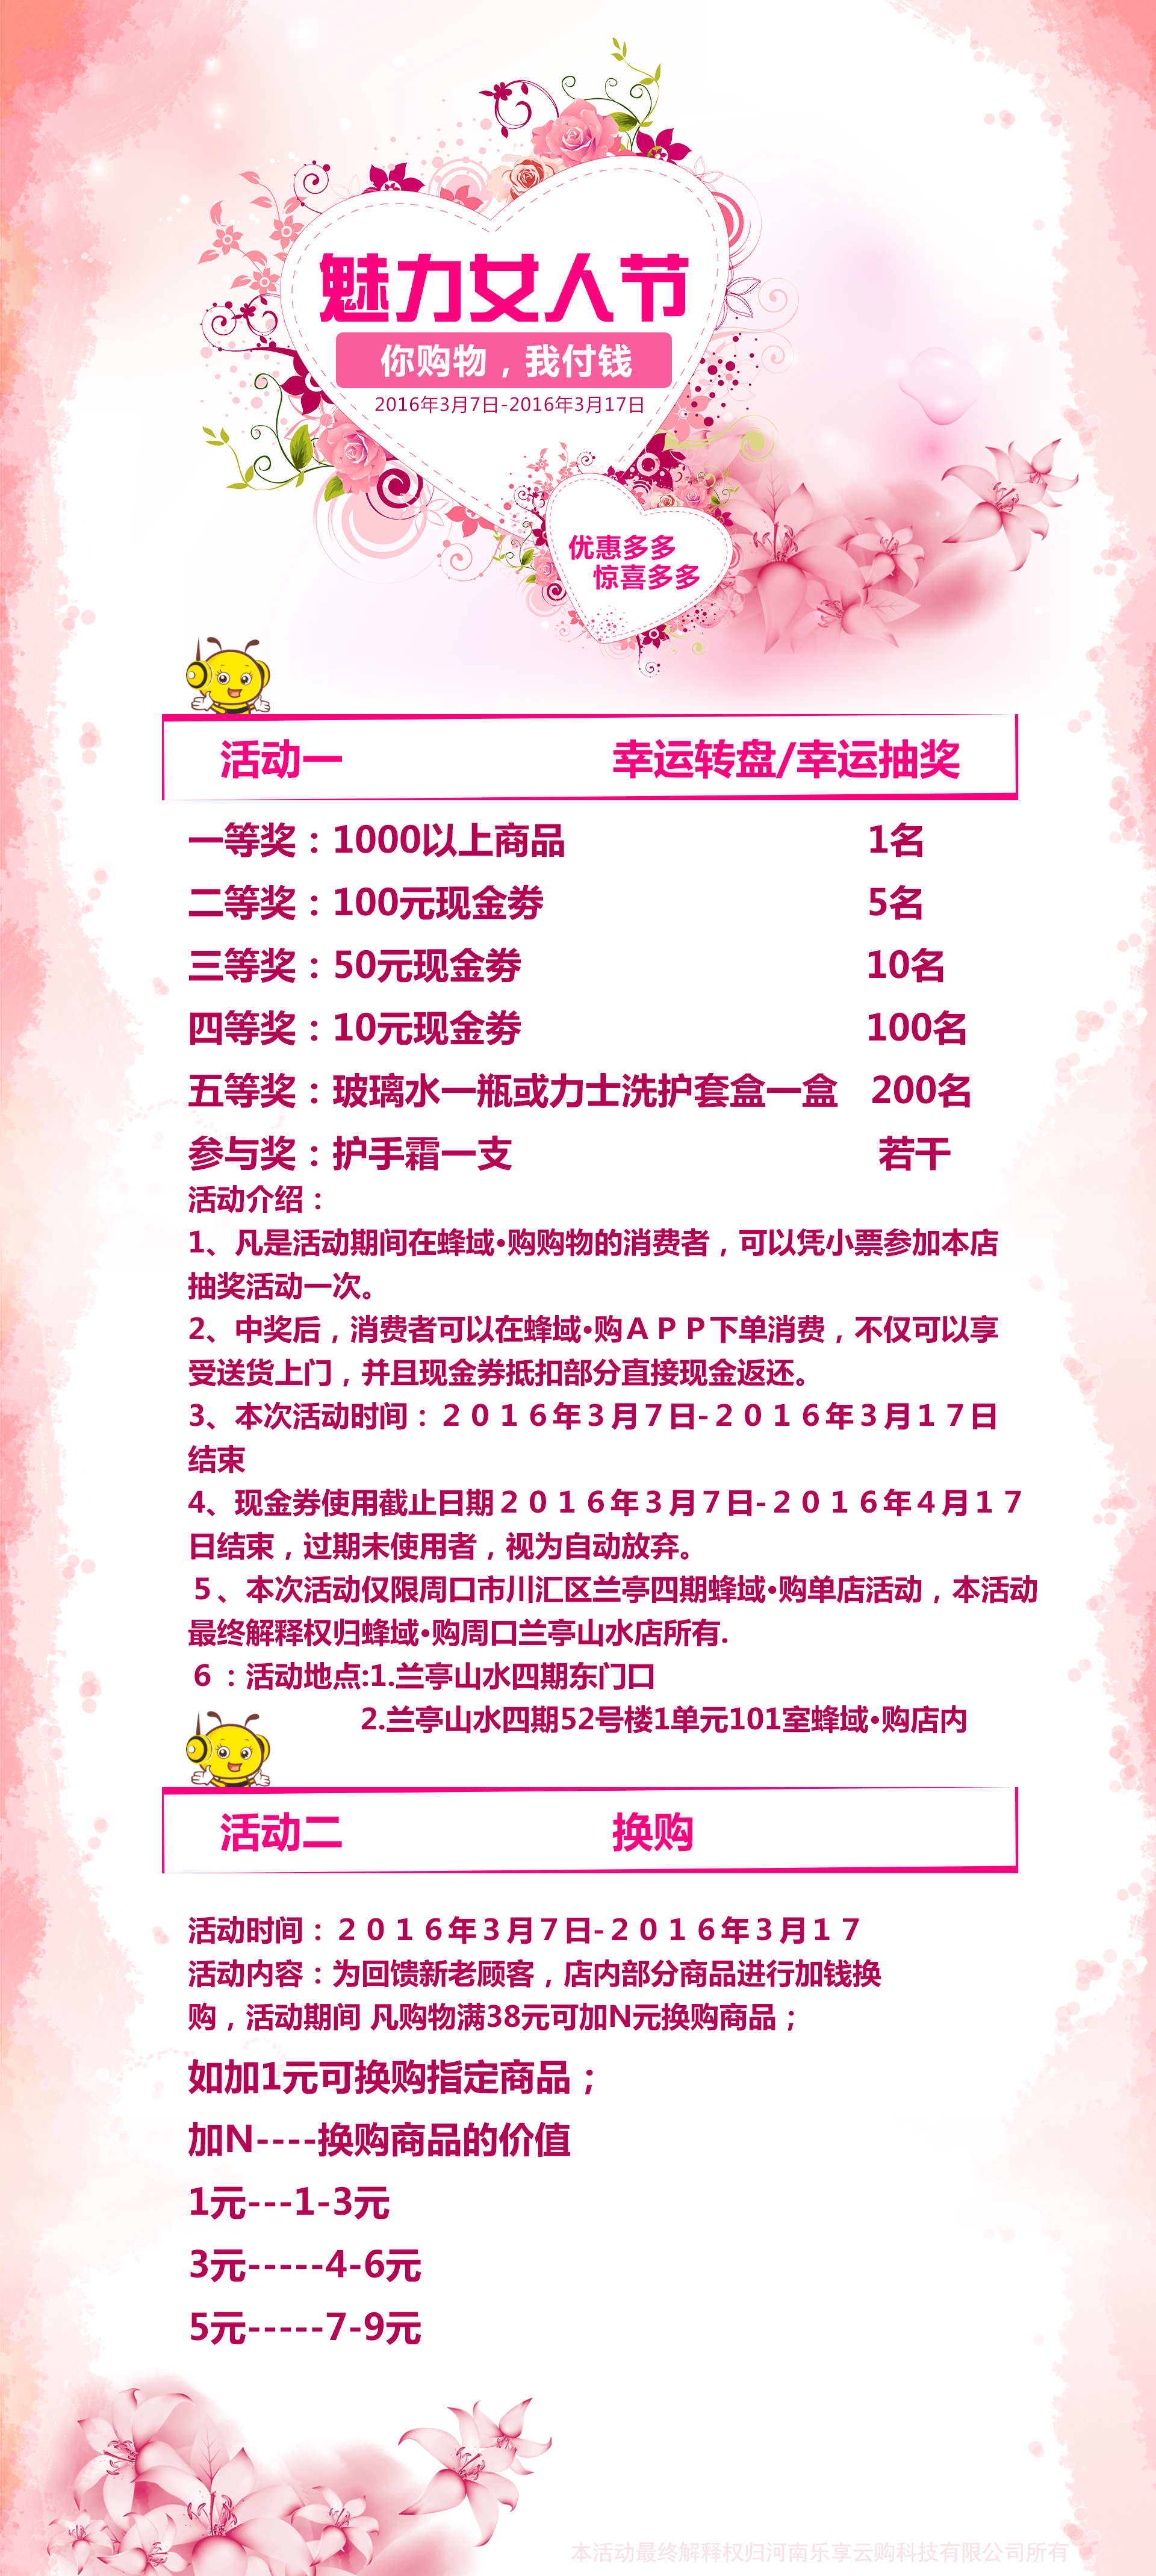 魅力女人节
你购物，我付钱
2016年3月7日-2016年3月17日
优惠多多
惊喜多多
活动一 幸运转盘/幸运抽奖
一等奖：1000以上商品 1名
二等奖：100元现金劵 5名
三等奖：50元现金劵 10名
四等奖：10元现金劵 100名
五等奖：玻璃水一瓶或力士洗护套盒一盒 200名
参与奖：护手霜一支 若干
活动介绍：
1、凡是活动期间在蜂域•购购物的消费者，可以凭小票参加本店
抽奖活动一次。
2、中奖后，消费者可以在蜂域•购ＡＰＰ下单消费，不仅可以享
受送货上门，并且现金券抵扣部分直接现金返还。
3、本次活动时间：２０１６年３月７日-２０１６年３月１７日
结束
4、现金券使用截止日期２０１６年３月７日-２０１６年４月１７
日结束，过期未使用者，视为自动放弃。
５、本次活动仅限周口市川汇区兰亭四期蜂域•购单店活动，本活动
最终解释权归蜂域•购周口兰亭山水店所有.
６：活动地点:1.兰亭山水四期东门口
2.兰亭山水四期52号楼1单元101室蜂域•购店内
活动二 换购
活动时间：２０１６年３月７日-２０１６年３月１７
活动内容：为回馈新老顾客，店内部分商品进行加钱换
购，活动期间 凡购物满38元可加N元换购商品；
如加1元可换购指定商品；
加N----换购商品的价值
1元---1-3元
3元-----4-6元
5元-----7-9元
本活动最终解释权归河南乐享云购科技有限公司所有